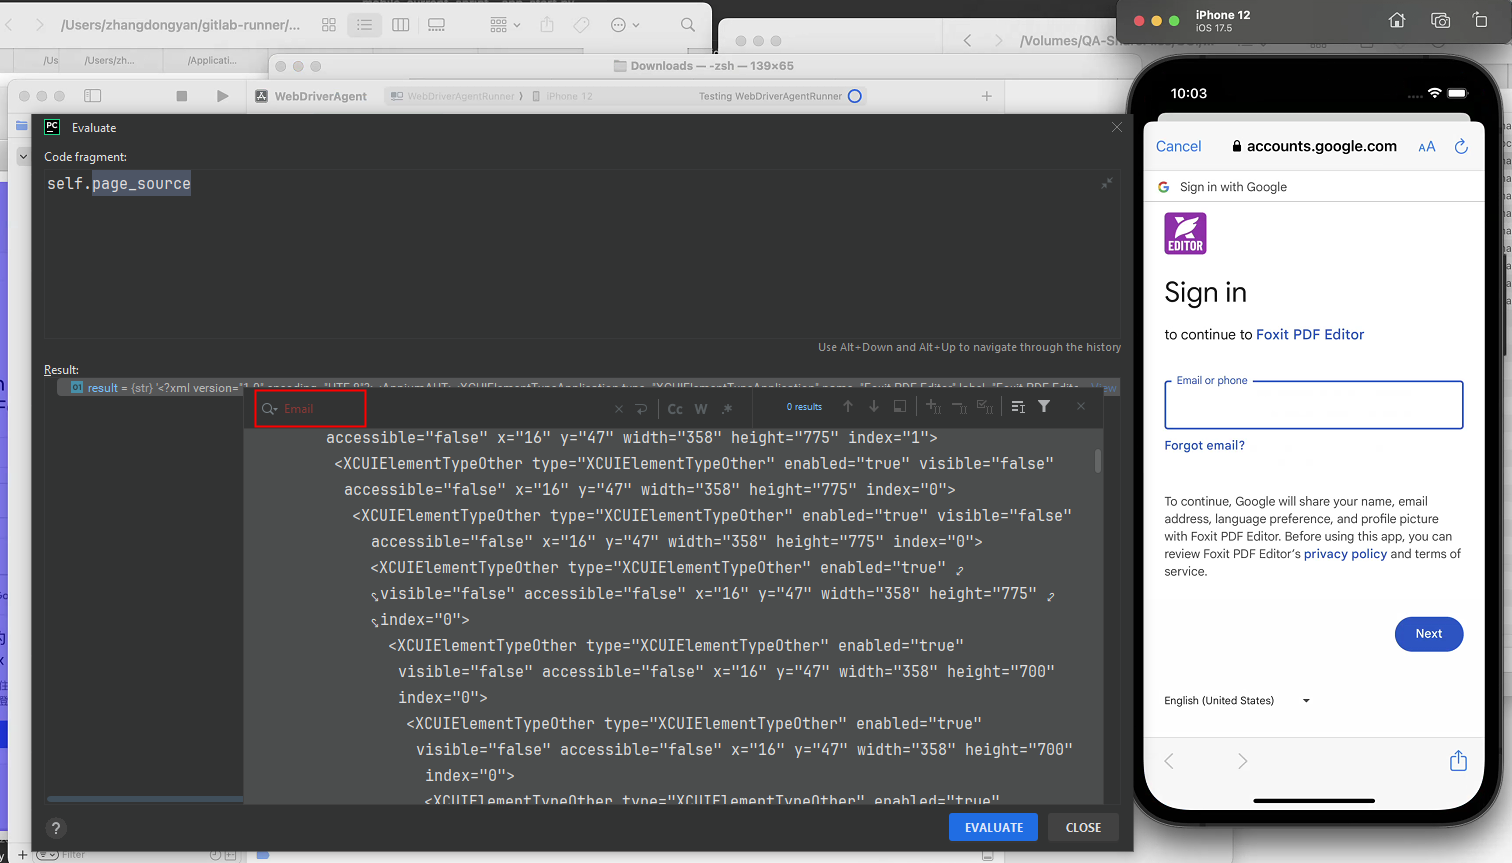 /Users/zhangdongyan/gitlab-runner/...
/Us
/Users/zh...
/Applicati...
/Volumes/QA-
Downloads — -zsh — 139×65
WebDriverAgent
WebDriverAgentRunner
iPhone 12
Testing WebDriverAgentRunner
PC
Evaluate
Code fragment:
self.page_source
Use Alt+Down and Alt+Up to navigate through the history
Result:
01 result = {str} '<?xml version="1.0" encoding="UTF-8"?>
View
Email
Cc W .*
0 results
accessible="false" x="16" y="47" width="358" height="775" index="1">
<XCUIElementTypeOther type="XCUIElementTypeOther" enabled="true" visible="false"
accessible="false" x="16" y="47" width="358" height="775" index="0">
<XCUIElementTypeOther type="XCUIElementTypeOther" enabled="true" visible="false"
accessible="false" x="16" y="47" width="358" height="775" index="0">
<XCUIElementTypeOther type="XCUIElementTypeOther" enabled="true"
visible="false" accessible="false" x="16" y="47" width="358" height="775"
index="0">
<XCUIElementTypeOther type="XCUIElementTypeOther" enabled="true"
visible="false" accessible="false" x="16" y="47" width="358" height="700"
index="0">
<XCUIElementTypeOther type="XCUIElementTypeOther" enabled="true"
visible="false" accessible="false" x="16" y="47" width="358" height="700"
index="0">
<XCUIElementTypeOther type="XCUIElementTypeOther" enabled="true"
?
EVALUATE
CLOSE
Filter
iPhone 12
iOS 17.5
10:03
Cancel
accounts.google.com
AA
G Sign in with Google
EDITOR
Sign in
to continue to Foxit PDF Editor
Email or phone
Forgot email?
To continue, Google will share your name, email
address, language preference, and profile picture
with Foxit PDF Editor. Before using this app, you can
review Foxit PDF Editor's privacy policy and terms of
service.
Next
English (United States)